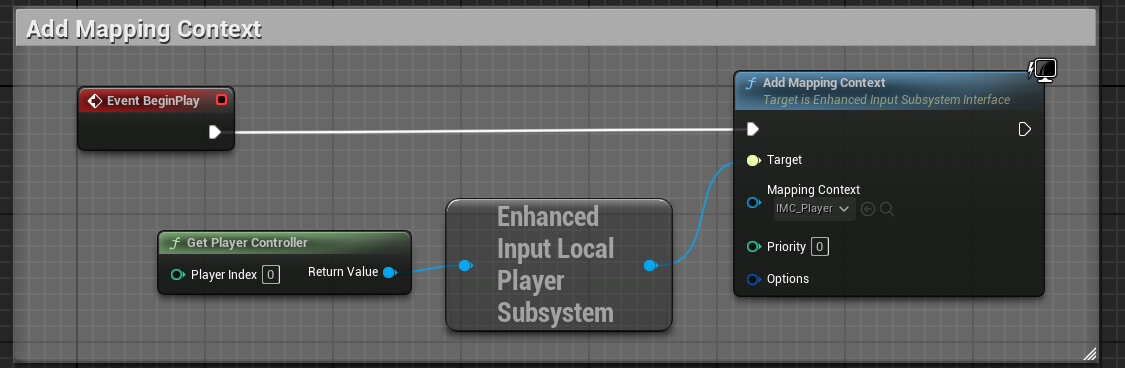 Add Mapping Context
Event BeginPlay
Add Mapping Context
Target is Enhanced Input Subsystem Interface
Target
Mapping Context
IMC_Player
Priority 0
Options
Get Player Controller
Player Index 0
Return Value
Enhanced
Input Local
Player
Subsystem